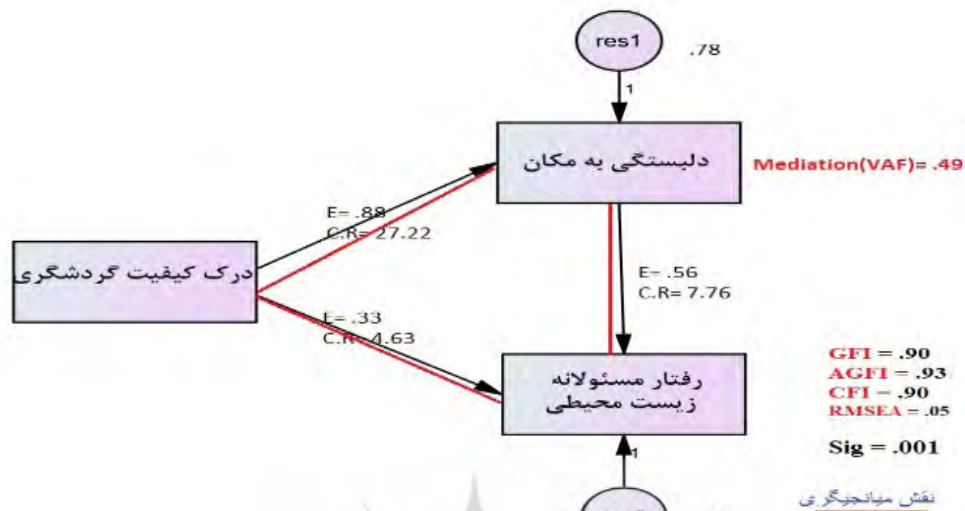 res1
.78
1
دلبستگی به مکان
Mediation(VAF)= .49
E= .88
C.R= 27.22
درک کیفیت گردشگری
E= .56
C.R= 7.76
E= .33
C.R= 4.63
رفتار مسئولانه
زیست محیطی
GFI = .90
AGFI = .93
CFI = .90
RMSEA = .05
Sig = .001
1
نقش میانجیگری